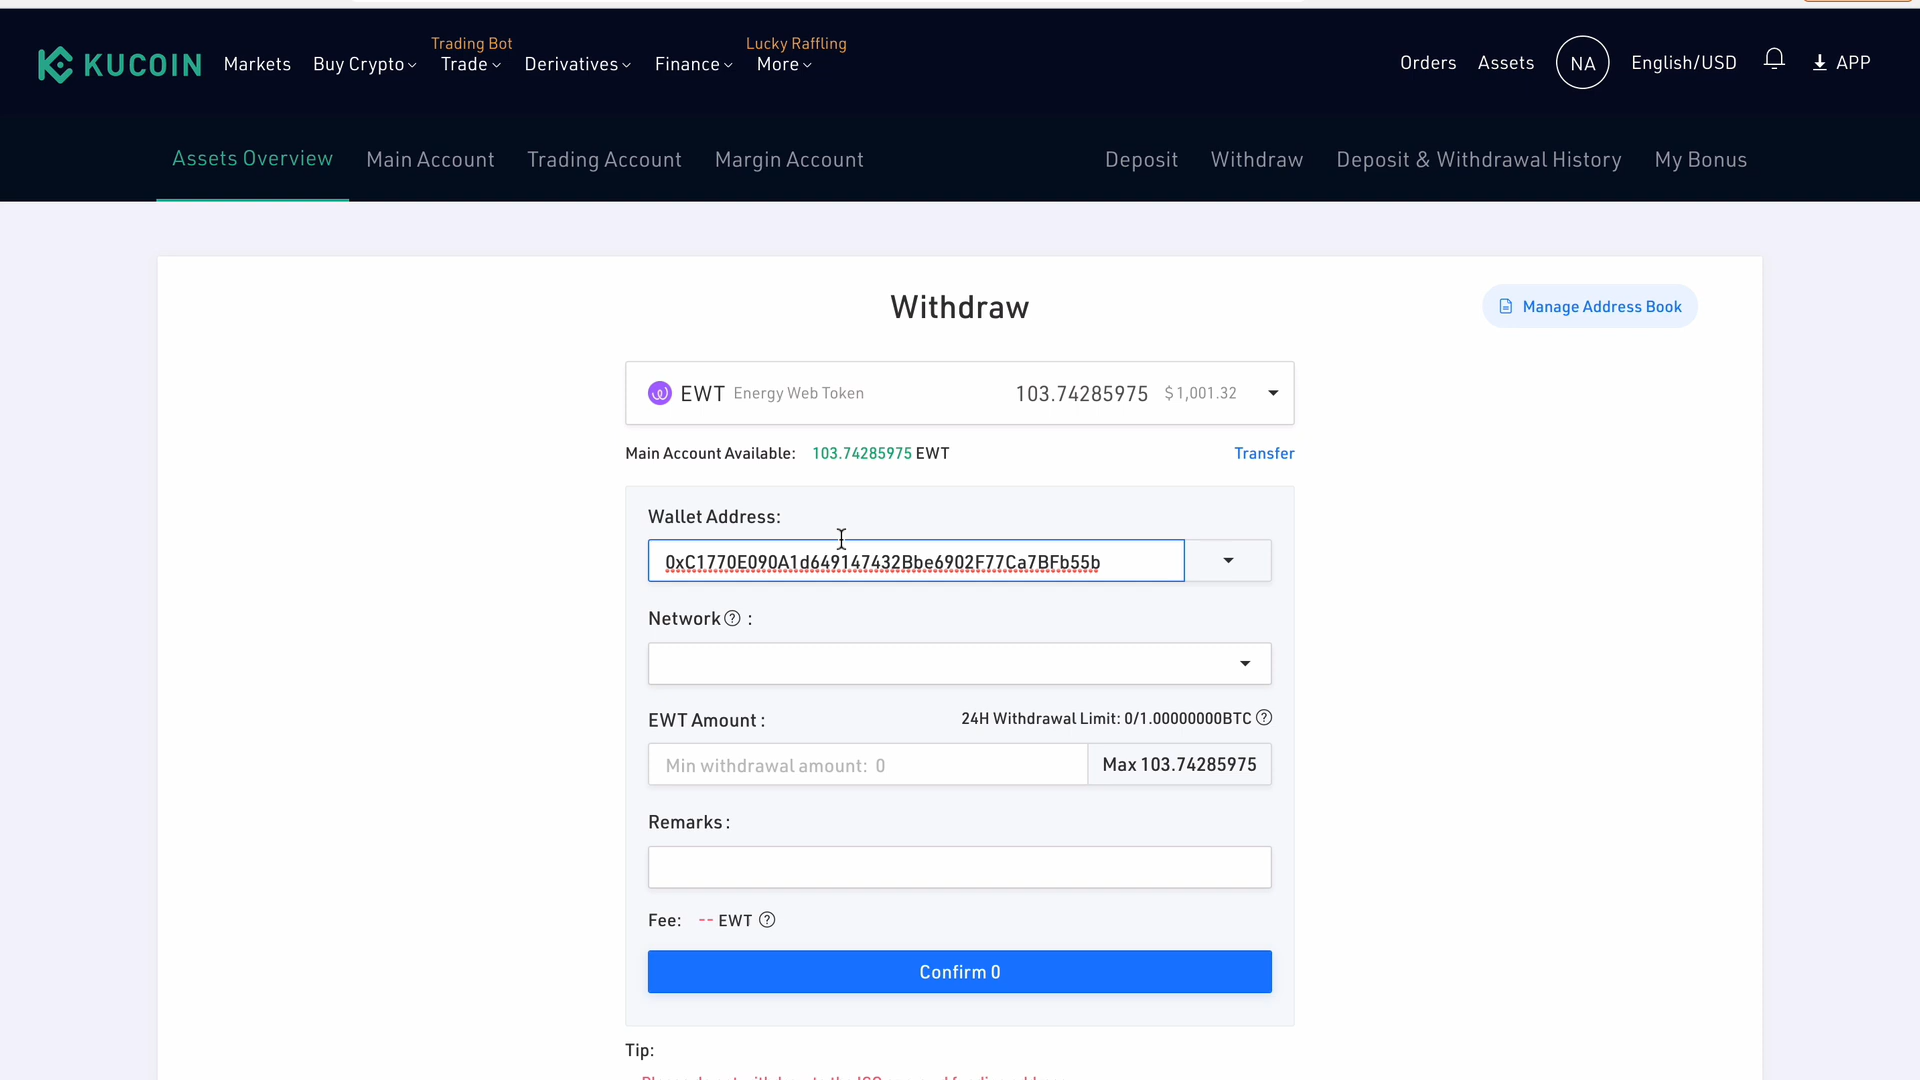 KUCOIN
Markets
Buy Crypto
Trading Bot
Trade
Derivatives
Finance
Lucky Raffling
More
Orders
Assets
NA
English/USD
APP
Assets Overview
Main Account
Trading Account
Margin Account
Deposit
Withdraw
Deposit & Withdrawal History
My Bonus
Withdraw
Manage Address Book
EWT Energy Web Token 103.74285975 $1,001.32
Main Account Available: 103.74285975 EWT Transfer
Wallet Address:
0xC1770E090A1d649147432Bbe6902F77Ca7BFb55b
Network ? :
EWT Amount : 24H Withdrawal Limit: 0/1.00000000BTC ?
Min withdrawal amount: 0 Max 103.74285975
Remarks :
Fee: -- EWT ?
Confirm 0
Tip: